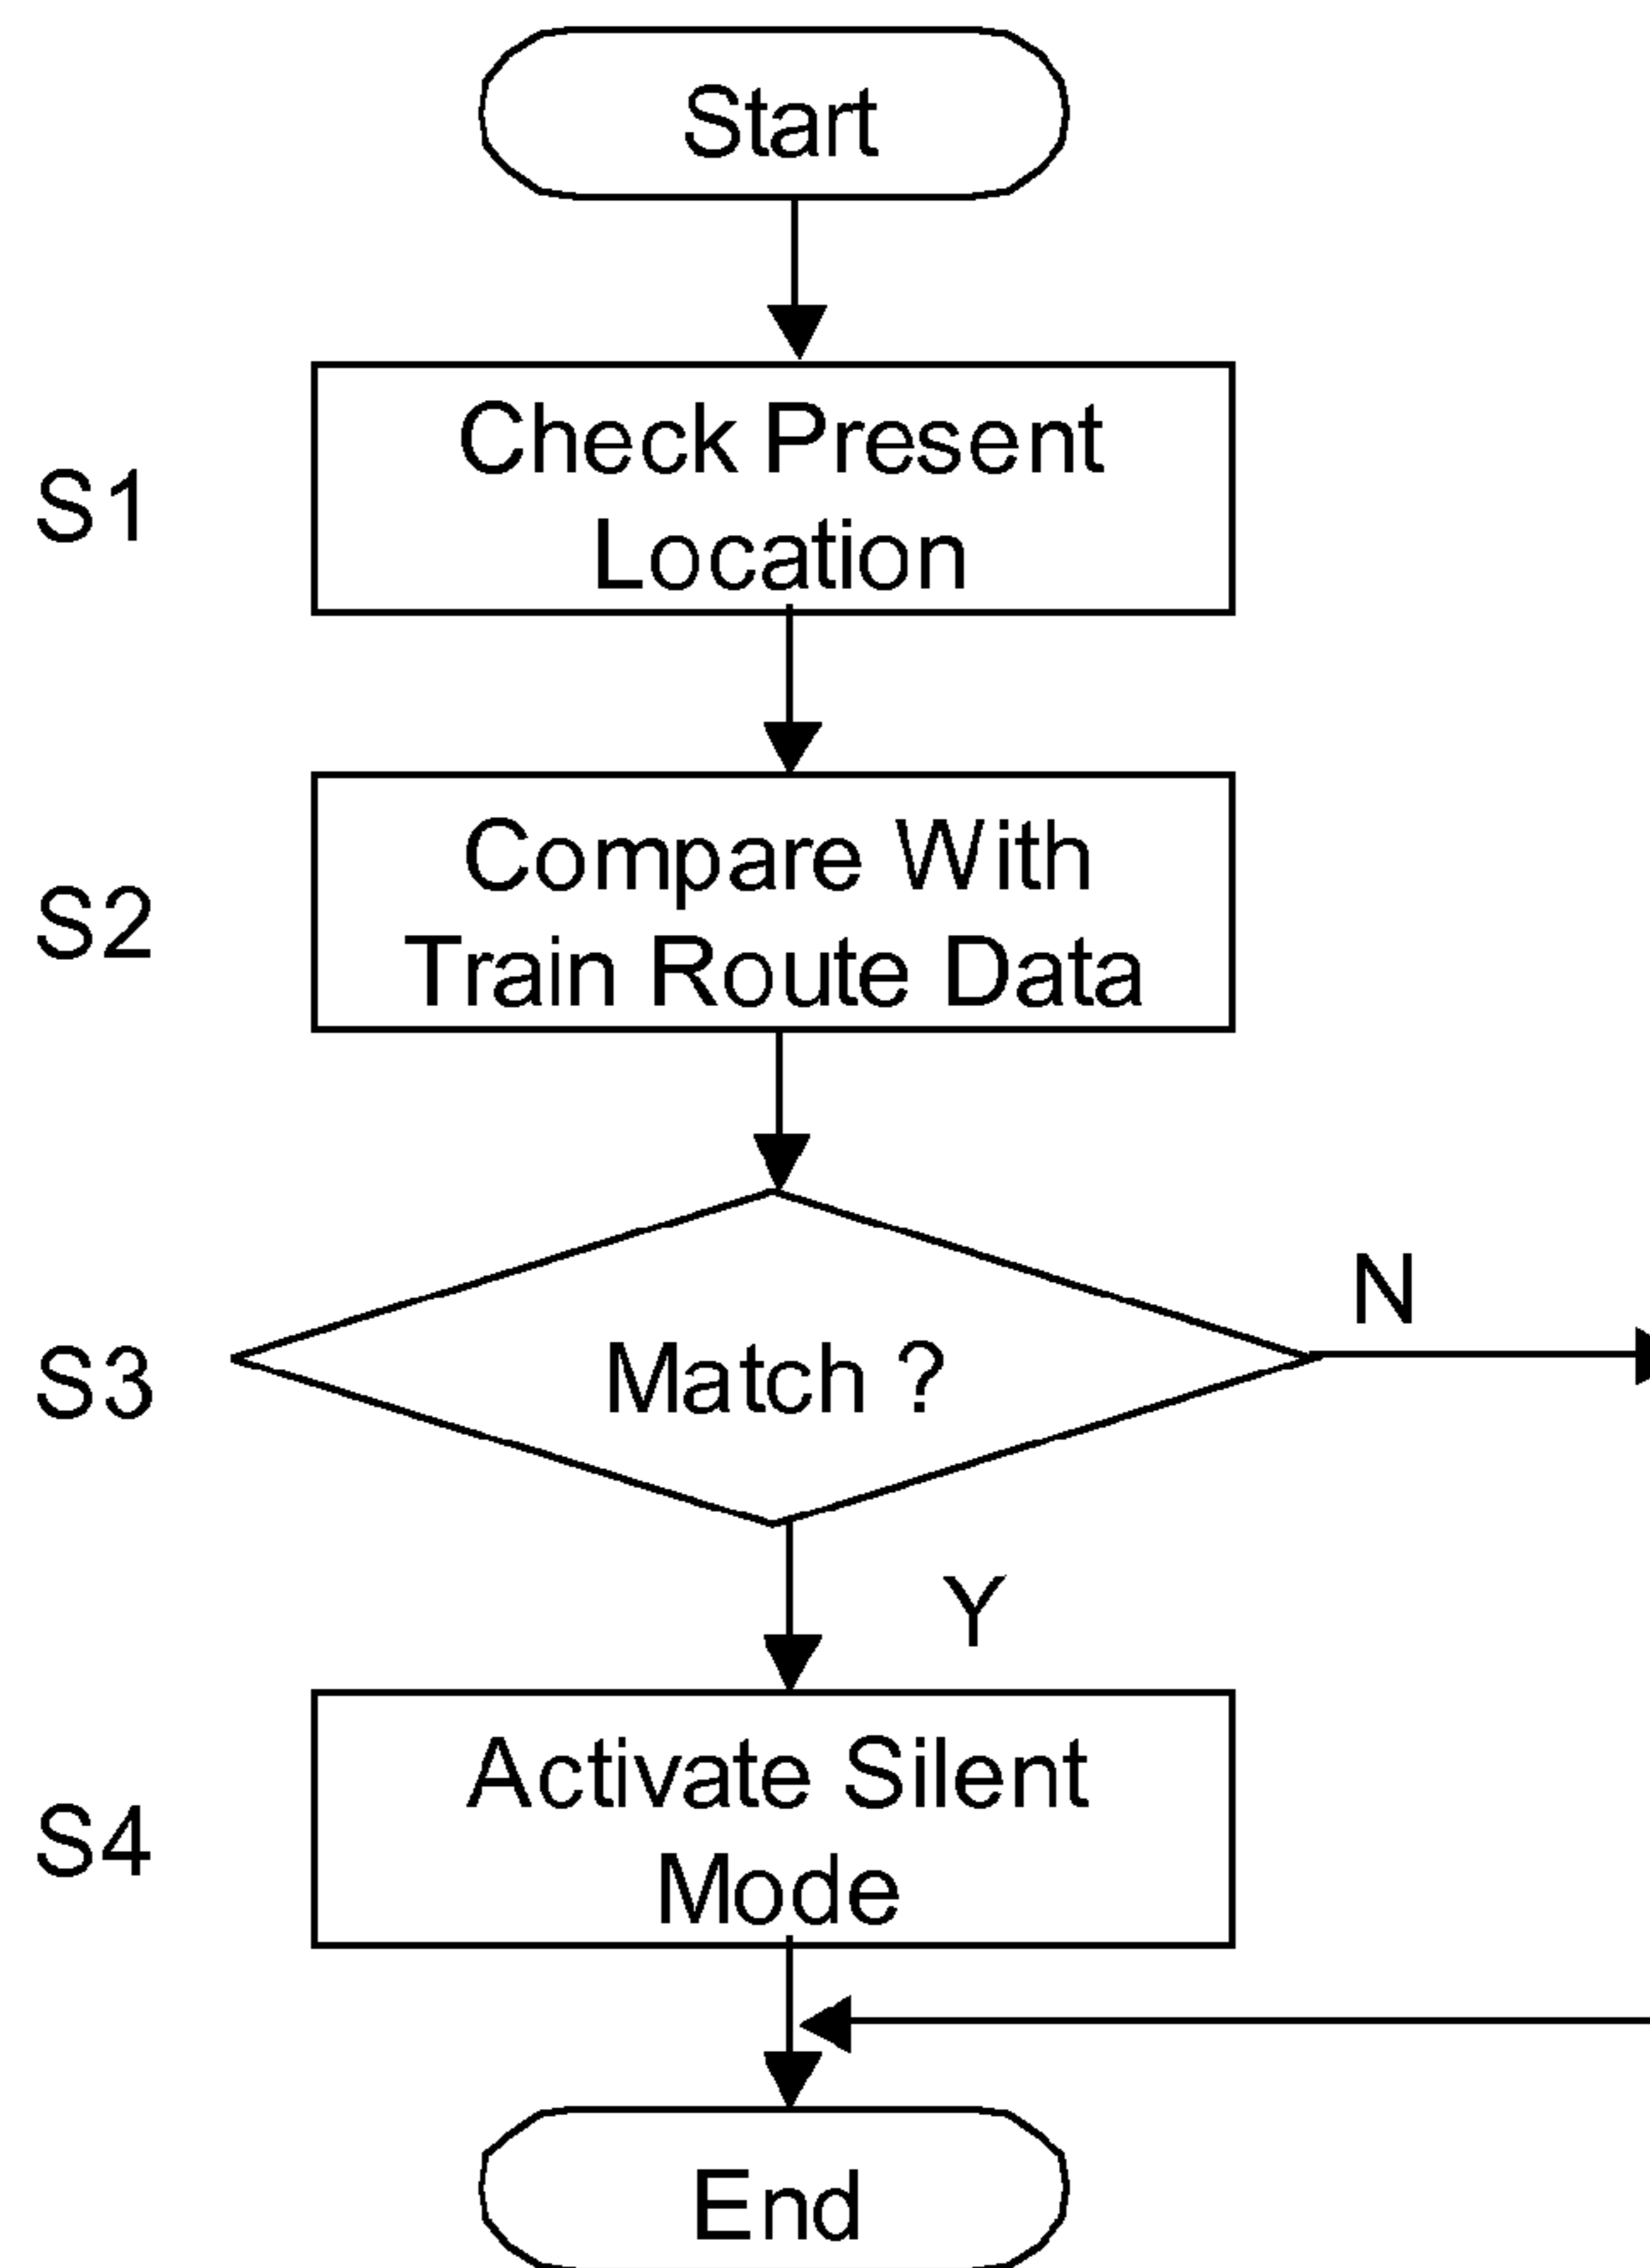 Start
S1
Check Present
Location
S2
Compare With
Train Route Data
S3
Match ?
N
Y
S4
Activate Silent
Mode
End